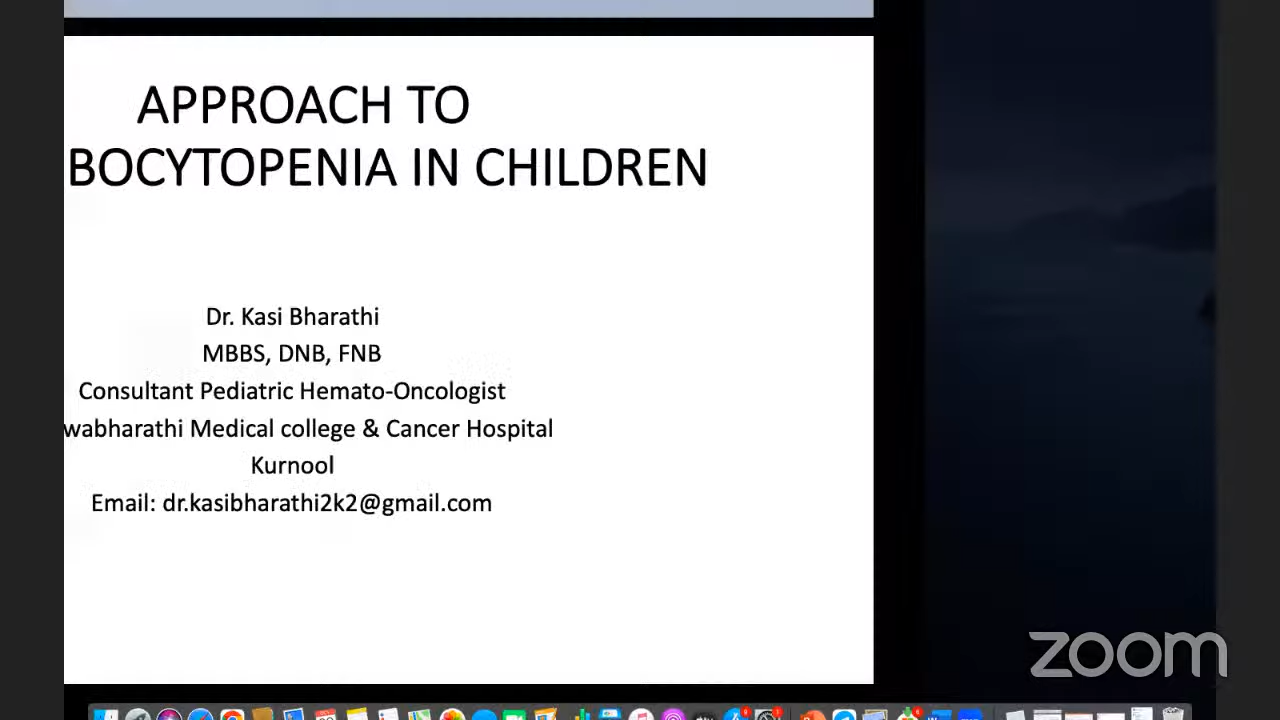 APPROACH TO
BOCYTOPENIA IN CHILDREN
Dr. Kasi Bharathi
MBBS, DNB, FNB
Consultant Pediatric Hemato-Oncologist
wabharathi Medical college & Cancer Hospital
Kurnool
Email: dr.kasibharathi2k2@gmail.com
zoom